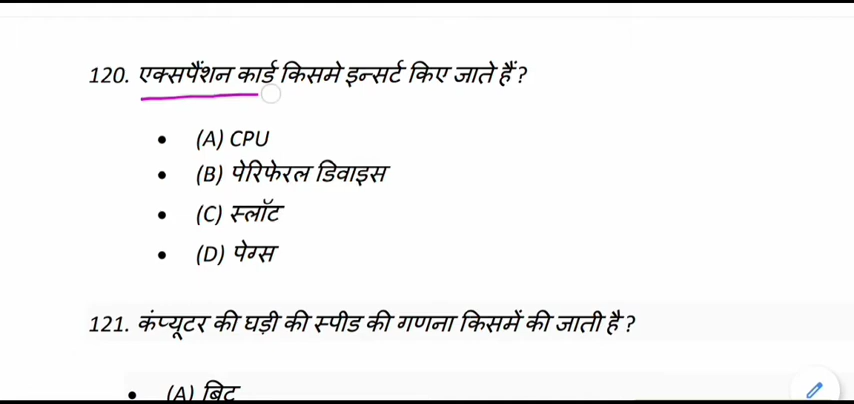 120. एक्सपैंशन कार्ड किसमे इन्सर्ट किए जाते हैं?
• (A) CPU
• (B) पेरिफेरल डिवाइस
• (C) स्लॉट
• (D) पेग्स
121. कंप्यूटर की घड़ी की स्पीड की गणना किसमें की जाती है?
• (A) बिट